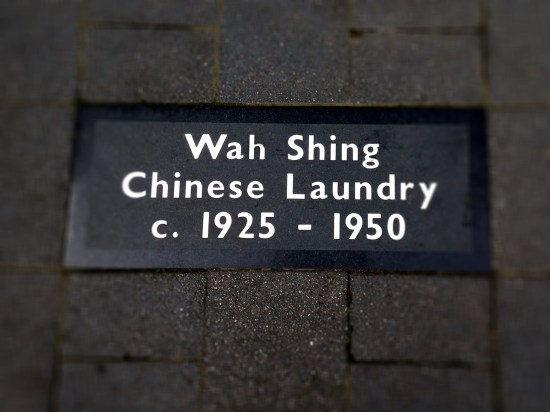 Wah Shing
Chinese Laundry
c. 1925 - 1950